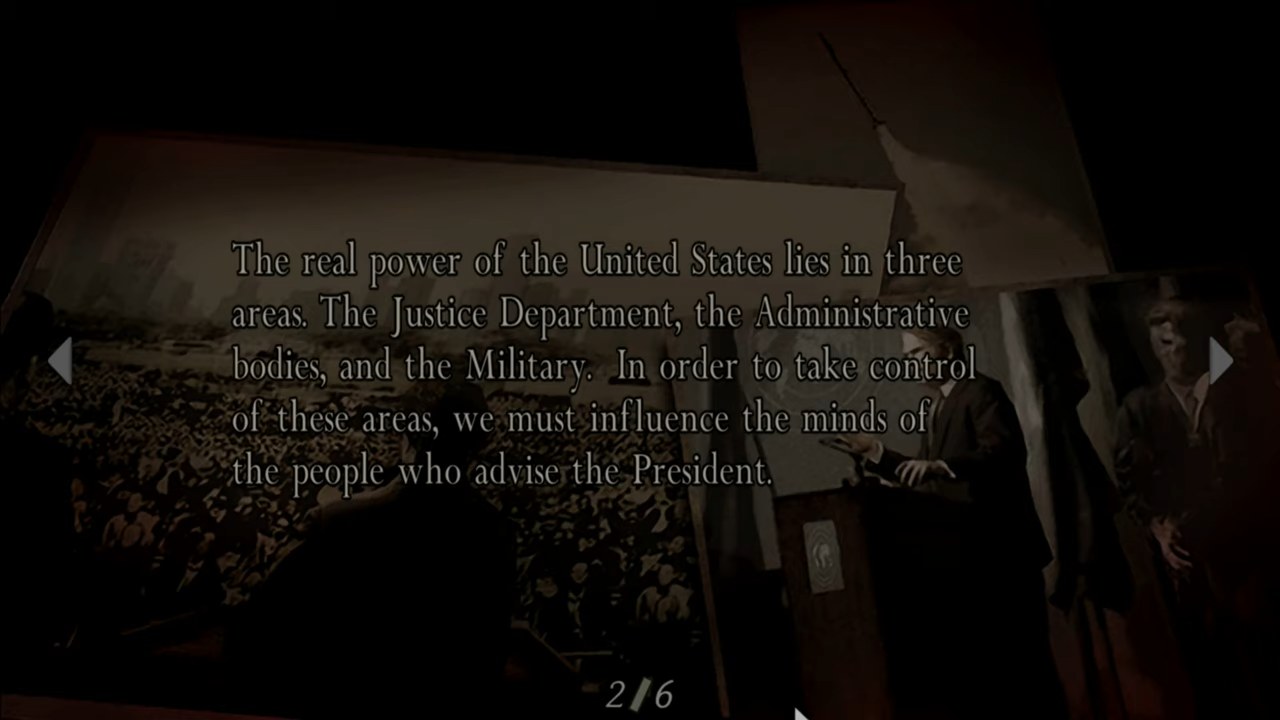 The real power of the United States lies in three
areas. The Justice Department, the Administrative
bodies, and the Military.  In order to take control
of these areas, we must influence the minds of
the people who advise the President.
2/6